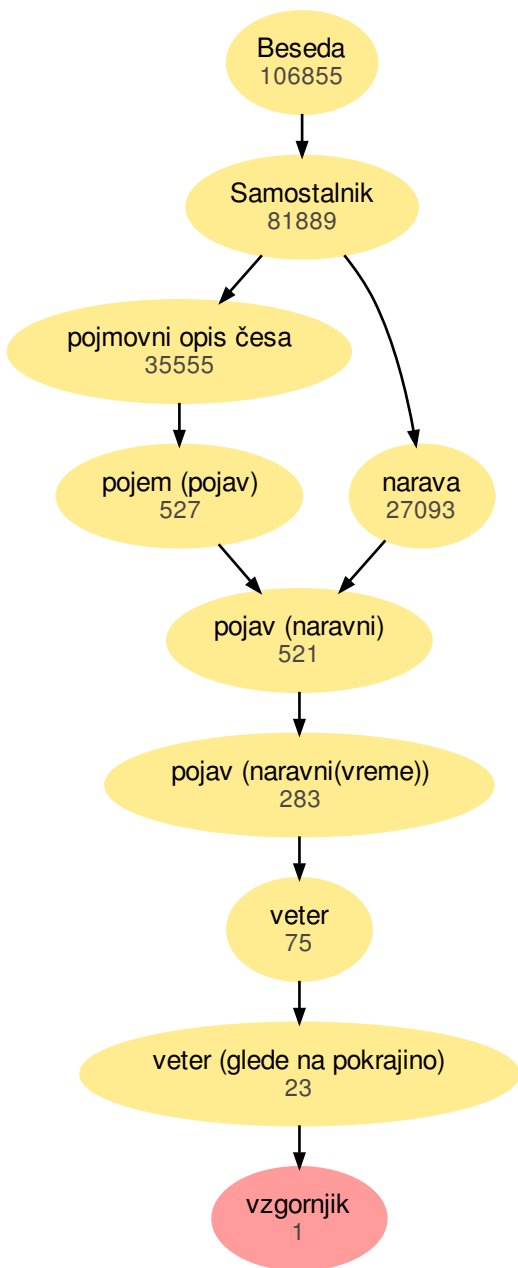 Beseda
106855
Samostalnik
81889
pojmovni opis česa
35555
pojem (pojav)
527
narava
27093
pojav (naravni)
521
pojav (naravni(vreme))
283
veter
75
veter (glede na pokrajino)
23
vzgornjik
1